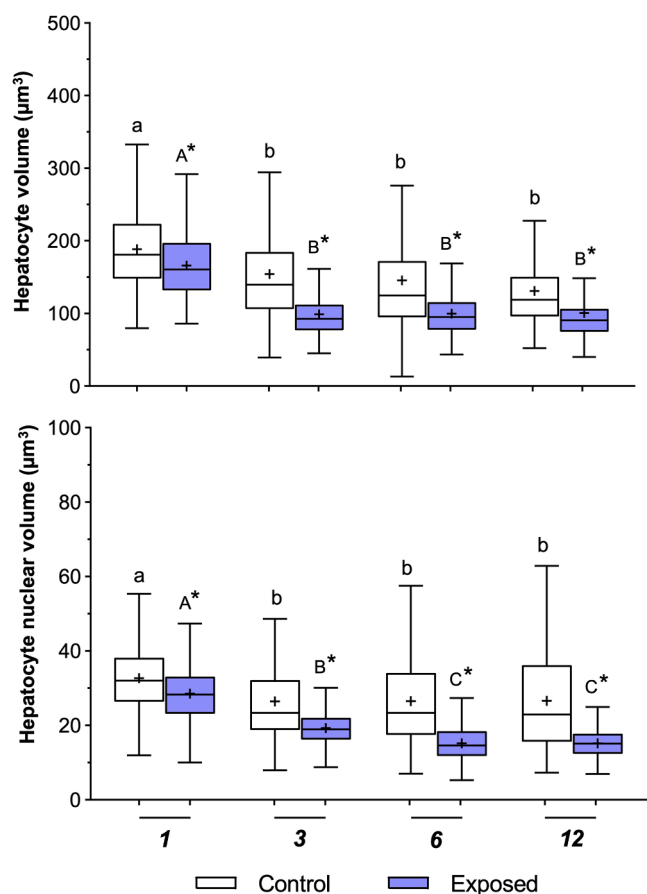 Hepatocyte volume (µm³)
500
400
300
200
100
0
a
A*
b
B*
b
B*
b
B*
Hepatocyte nuclear volume (µm³)
100
80
60
40
20
0
a
A*
b
B*
b
C*
b
C*
1 3 6 12
Control Exposed